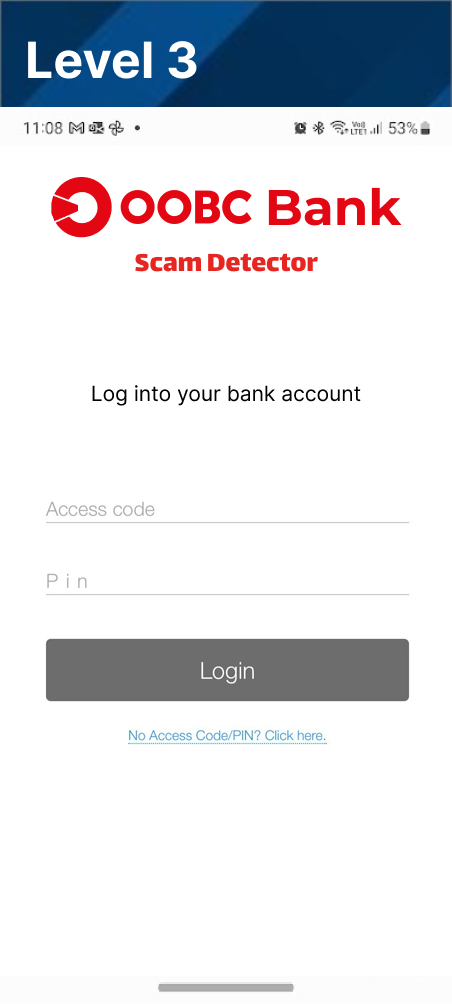 Level 3
11:08 53%
Vo)) LTE1
OOBC Bank
Scam Detector
Log into your bank account
Access code
Pin
Login
No Access Code/PIN? Click here.